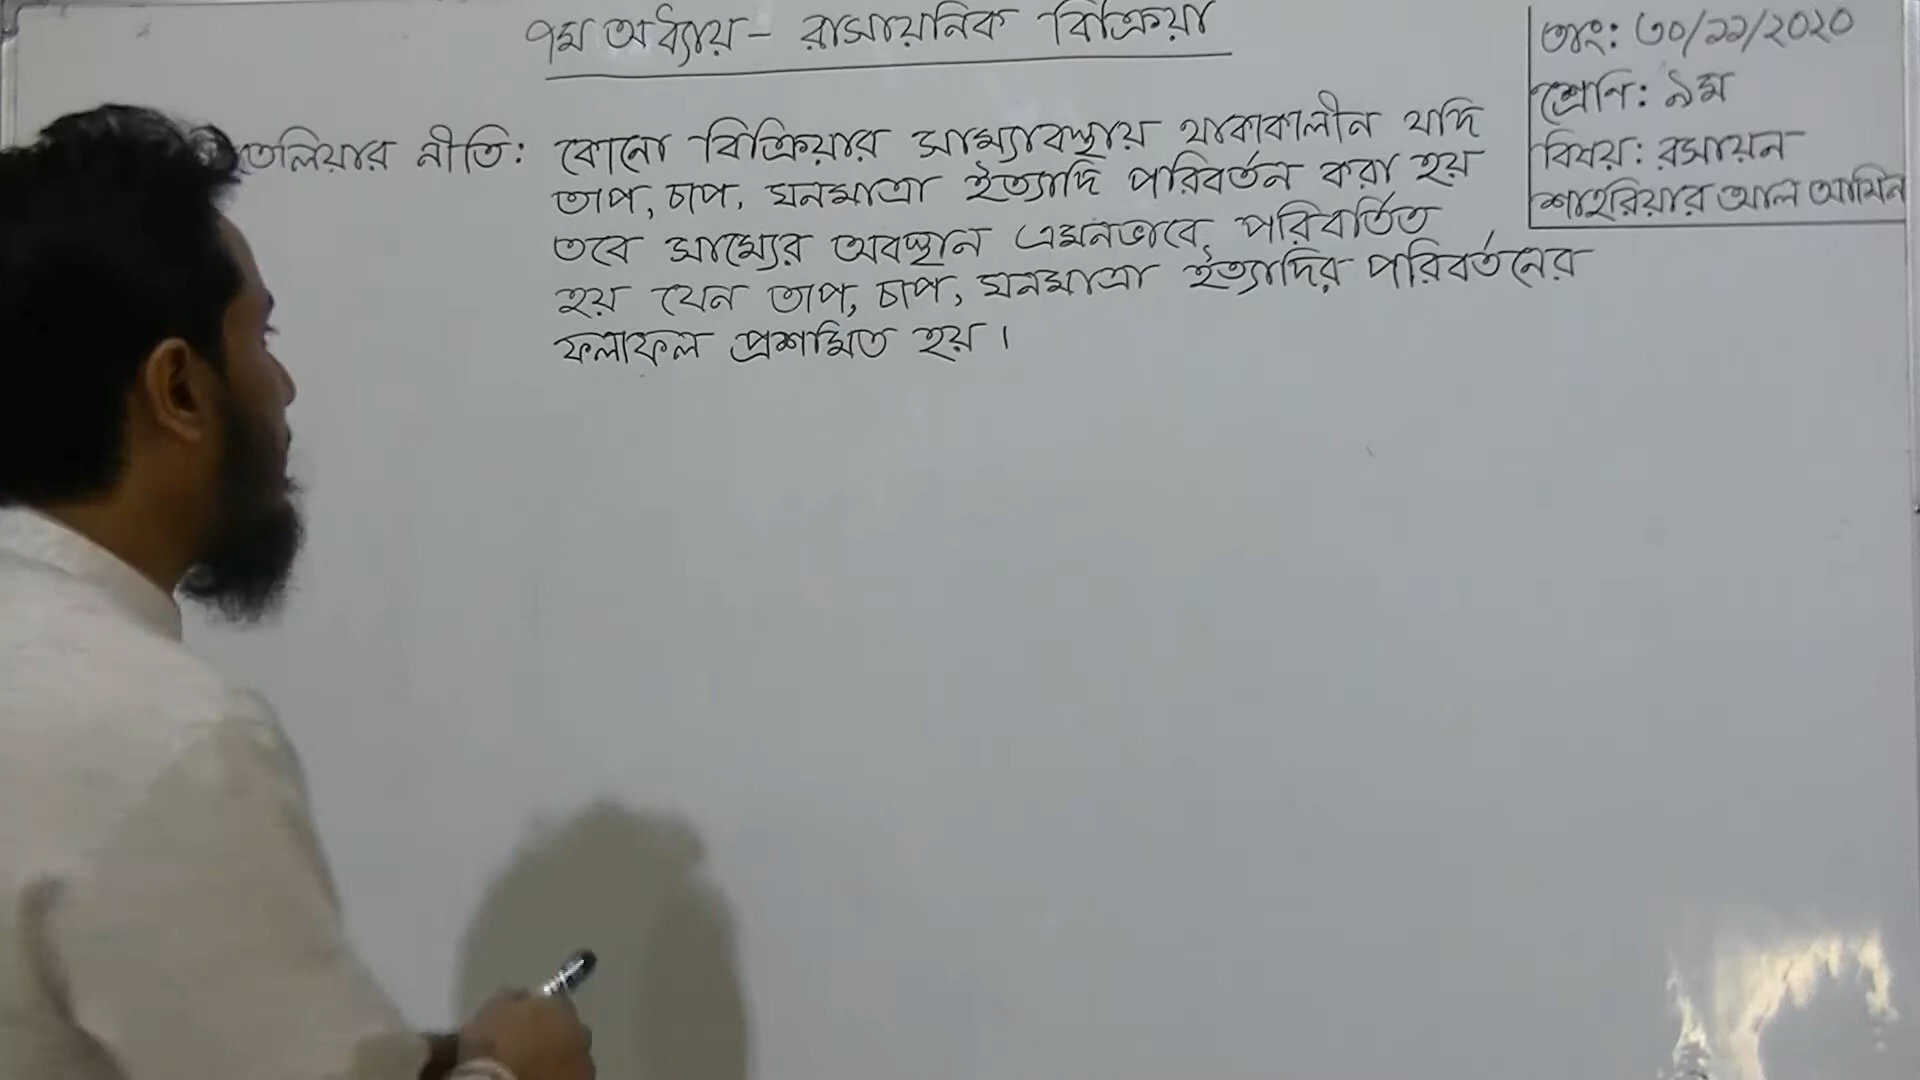 ৭ম অধ্যায় - রাসায়নিক বিক্রিয়া
তাং: ৩০/১১/২০২০
শ্রেণি: ৯ম
বিষয়: রসায়ন
শাহরিয়ার আল আমিন
তেলিয়ার নীতি: কোনো বিক্রিয়ার সাম্যাবস্থায় থাকাকালীন যদি
তাপ, চাপ, ঘনমাত্রা ইত্যাদি পরিবর্তন করা হয়
তবে সাম্যের অবস্থান এমনভাবে পরিবর্তিত
হয় যেন তাপ, চাপ, ঘনমাত্রা ইত্যাদির পরিবর্তনের
ফলাফল প্রশমিত হয়।